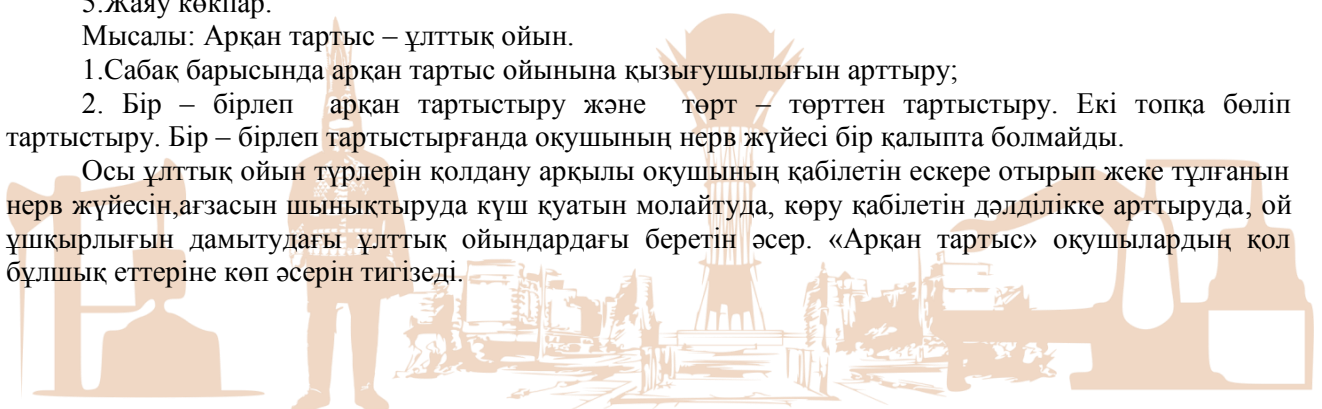 5.Жаяу көкпар.
Мысалы: Арқан тартыс – ұлттық ойын.
1.Сабақ барысында арқан тартыс ойынына қызығушылығын арттыру;
2. Бір – бірлеп арқан тартыстыру және төрт – төрттен тартыстыру. Екі топқа бөліп
тартыстыру. Бір – бірлеп тартыстырғанда оқушының нерв жүйесі бір қалыпта болмайды.
Осы ұлттық ойын түрлерін қолдану арқылы оқушының қабілетін ескере отырып жеке тұлғанын
нерв жүйесін,ағзасын шынықтыруда күш қуатын молайтуда, көру қабілетін дәлділікке арттыруда, ой
ұшқырлығын дамытудағы ұлттық ойындардағы беретін әсер. «Арқан тартыс» оқушылардың қол
бұлшық еттеріне көп әсерін тигізеді.